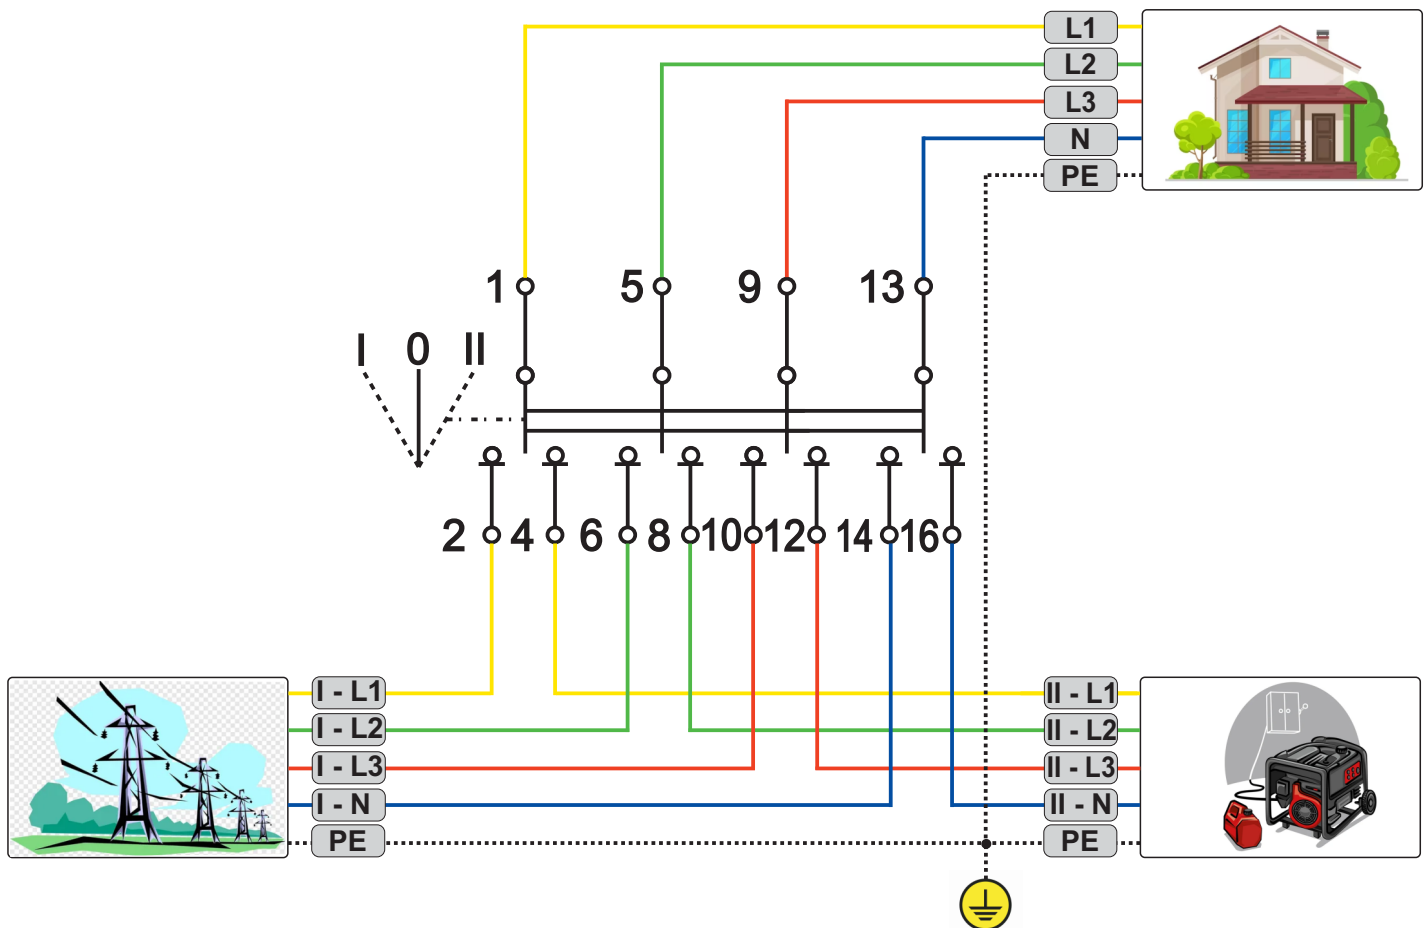 L1
L2
L3
N
PE
1 5 9 13
I 0 II
2 4 6 8 10 12 14 16
I - L1 II - L1
I - L2 II - L2
I - L3 II - L3
I - N II - N
PE PE